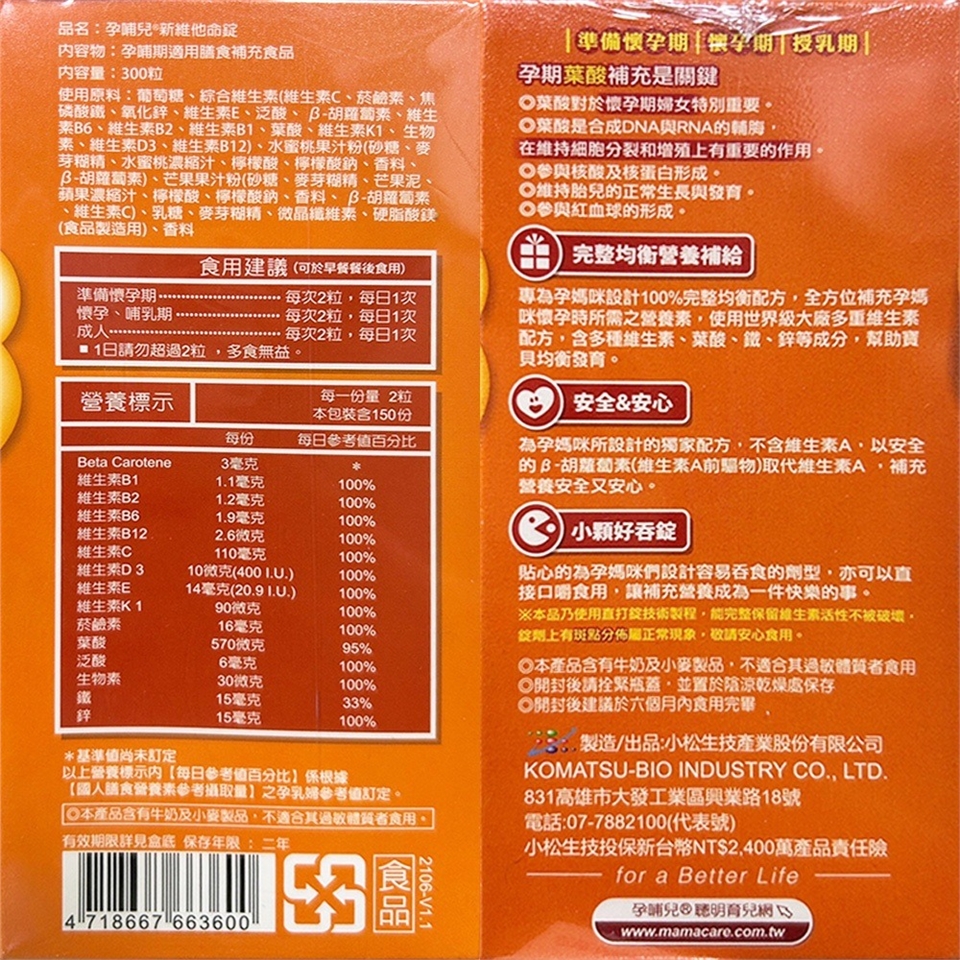 品名：孕哺兒®新維他命錠
內容物：孕哺期適用膳食補充食品
內容量：300粒
使用原料：葡萄糖、綜合維生素(維生素C、菸鹼素、焦
磷酸鐵、氧化鋅、維生素E、泛酸、β-胡蘿蔔素、維生
素B6、維生素B2、維生素B1、葉酸、維生素K1、生物
素、維生素D3、維生素B12)、水蜜桃果汁粉(砂糖、麥
芽糊精、水蜜桃濃縮汁、檸檬酸、檸檬酸鈉、香料、
β-胡蘿蔔素)、芒果果汁粉(砂糖、麥芽糊精、芒果泥、
蘋果濃縮汁、檸檬酸、檸檬酸鈉、香料、β-胡蘿蔔素
、維生素C)、乳糖、麥芽糊精、微晶纖維素、硬脂酸鎂
(食品製造用)、香料
食用建議(可於早餐餐後食用)
準備懷孕期 每次2粒，每日1次
懷孕、哺乳期 每次2粒，每日1次
成人 每次2粒，每日1次
■ 1日請勿超過2粒，多食無益。
營養標示
每一份量 2粒
本包裝含150份
每份 每日參考值百分比
Beta Carotene 3毫克 *
維生素B1 1.1毫克 100%
維生素B2 1.2毫克 100%
維生素B6 1.9毫克 100%
維生素B12 2.6微克 100%
維生素C 110毫克 100%
維生素D 3 10微克(400 I.U.) 100%
維生素E 14毫克(20.9 I.U.) 100%
維生素K 1 90微克 100%
菸鹼素 16毫克 100%
葉酸 570微克 95%
泛酸 6毫克 100%
生物素 30微克 100%
鐵 15毫克 33%
鋅 15毫克 100%
*基準值尚未訂定
以上營養標示內【每日參考值百分比】係根據
【國人膳食營養素參考攝取量】之孕乳婦參考值訂定。
◎本產品含有牛奶及小麥製品，不適合其過敏體質者食用。
有效期限詳見盒底 保存年限：二年
4 718667 663600
食品
2106-V1.1
|準備懷孕期|懷孕期|授乳期|
孕期葉酸補充是關鍵
◎葉酸對於懷孕期婦女特別重要。
◎葉酸是合成DNA與RNA的輔酶，
在維持細胞分裂和增殖上有重要的作用。
◎參與核酸及核蛋白形成。
◎維持胎兒的正常生長與發育。
◎參與紅血球的形成。
完整均衡營養補給
專為孕媽咪設計100%完整均衡配方，全方位補充孕媽
咪懷孕時所需之營養素，使用世界級大廠多重維生素
配方，含多種維生素、葉酸、鐵、鋅等成分，幫助寶
貝均衡發育。
安全&安心
為孕媽咪所設計的獨家配方，不含維生素A，以安全
的β-胡蘿蔔素(維生素A前驅物)取代維生素A，補充
營養安全又安心。
小顆好吞錠
貼心的為孕媽咪們設計容易吞食的劑型，亦可以直
接口嚼食用，讓補充營養成為一件快樂的事。
※本品乃使用直打錠技術製程，能完整保留維生素活性不被破壞，
錠劑上有斑點分佈屬正常現象，敬請安心食用。
◎本產品含有牛奶及小麥製品，不適合其過敏體質者食用
◎開封後請拴緊瓶蓋，並置於陰涼乾燥處保存
◎開封後建議於六個月內食用完畢
製造/出品:小松生技產業股份有限公司
KOMATSU-BIO INDUSTRY CO., LTD.
831高雄市大發工業區興業路18號
電話:07-7882100(代表號)
小松生技投保新台幣NT$2,400萬產品責任險
for a Better Life
孕哺兒®聰明育兒網
www.mamacare.com.tw